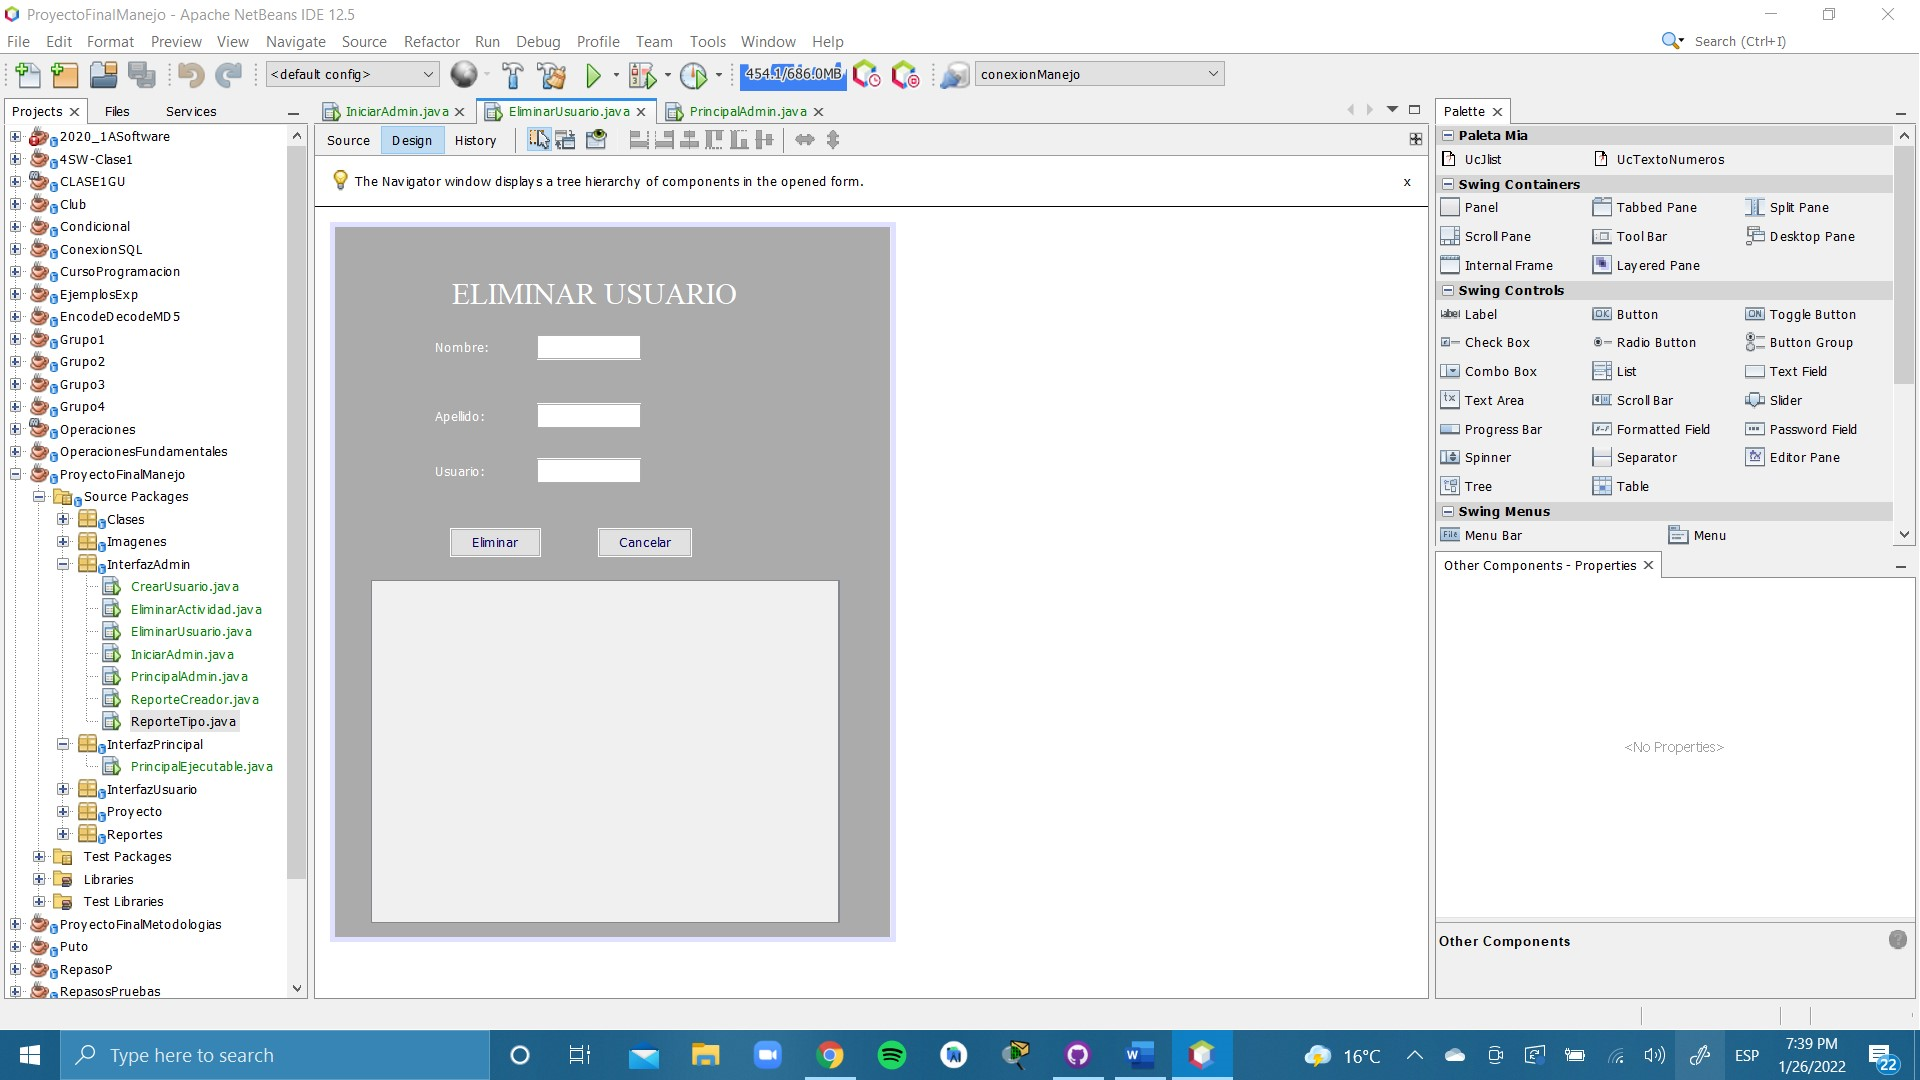 ProyectoFinalManejo - Apache NetBeans IDE 12.5
File Edit Format Preview View Navigate Source Refactor Run Debug Profile Team Tools Window Help
Search (Ctrl+I)
<default config>
454.1/686.0MB
conexionManejo
Projects
Files
Services
2020_1ASoftware
4SW-Clase1
CLASE1GU
Club
Condicional
ConexionSQL
CursoProgramacion
EjemplosExp
EncodeDecodeMD5
Grupo1
Grupo2
Grupo3
Grupo4
Operaciones
OperacionesFundamentales
ProyectoFinalManejo
Source Packages
Clases
Imagenes
InterfazAdmin
CrearUsuario.java
EliminarActividad.java
EliminarUsuario.java
IniciarAdmin.java
PrincipalAdmin.java
ReporteCreador.java
ReporteTipo.java
InterfazPrincipal
PrincipalEjecutable.java
InterfazUsuario
Proyecto
Reportes
Test Packages
Libraries
Test Libraries
ProyectoFinalMetodologias
Puto
RepasoP
RepasosPruebas
IniciarAdmin.java
EliminarUsuario.java
PrincipalAdmin.java
Source Design History
The Navigator window displays a tree hierarchy of components in the opened form.
x
ELIMINAR USUARIO
Nombre:
Apellido:
Usuario:
Eliminar Cancelar
Palette
Paleta Mia
UcJlist UcTextoNumeros
Swing Containers
Panel Tabbed Pane Split Pane
Scroll Pane Tool Bar Desktop Pane
Internal Frame Layered Pane
Swing Controls
Label Button Toggle Button
Check Box Radio Button Button Group
Combo Box List Text Field
Text Area Scroll Bar Slider
Progress Bar Formatted Field Password Field
Spinner Separator Editor Pane
Tree Table
Swing Menus
Menu Bar Menu
Other Components - Properties
<No Properties>
Other Components
Type here to search
16°C
ESP
7:39 PM
1/26/2022
22